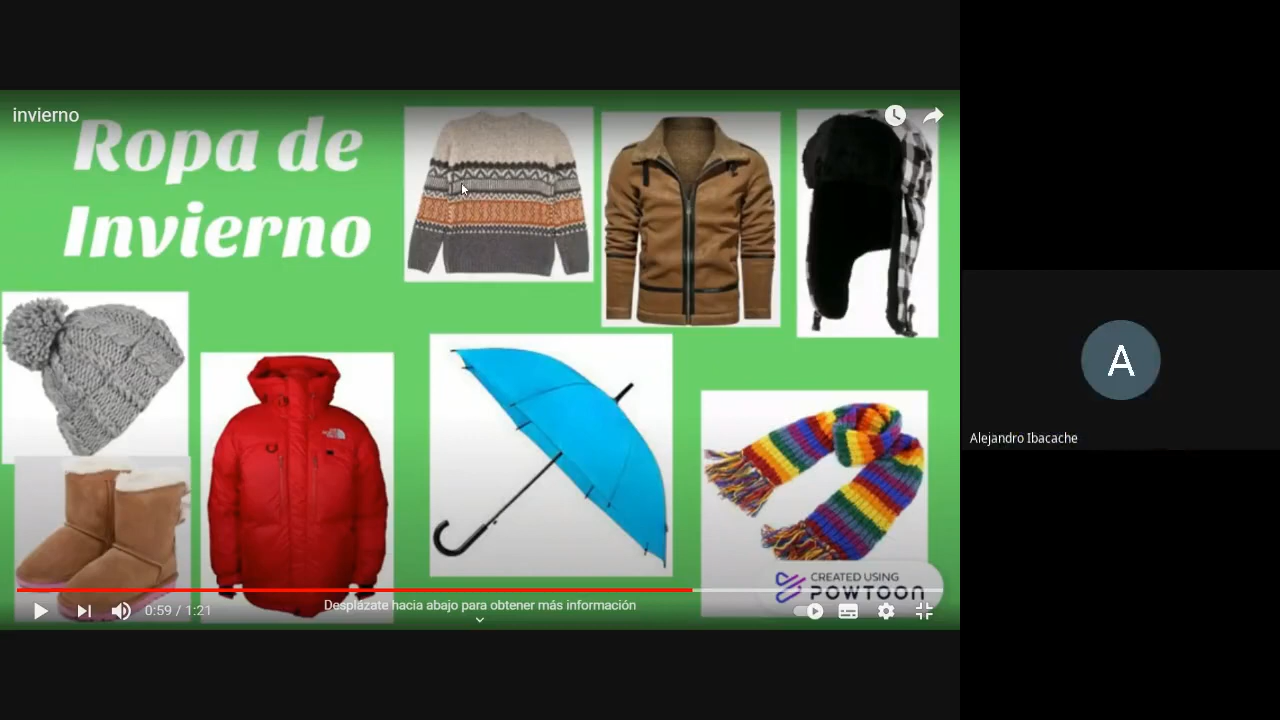 invierno
Ropa de
Invierno
CREATED USING
POWTOON
0:59 / 1:21
Desplázate hacia abajo para obtener más información
A
Alejandro Ibacache